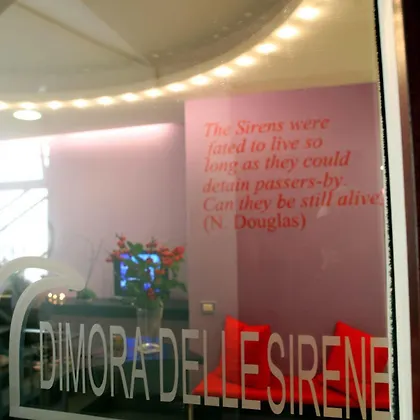 The Sirens were
fated to live so
long as they could
detain passers-by.
Can they be still alive?
(N. Douglas)
DIMORA DELLE SIRENE